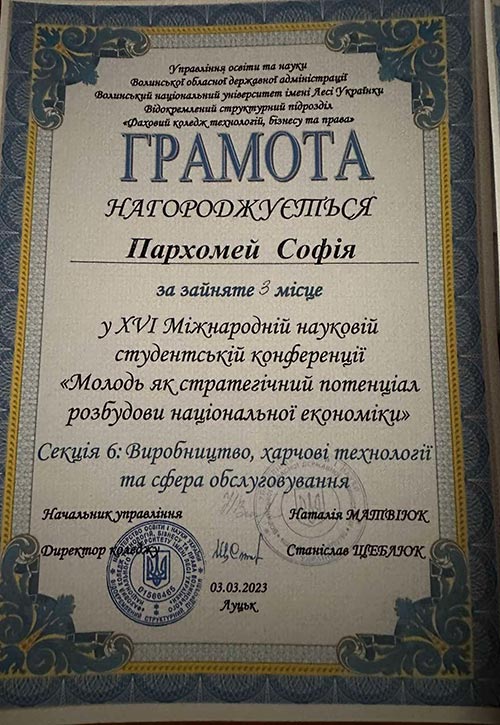 Управління освіти та науки
Волинської обласної державної адміністрації
Волинський національний університет імені Лесі Українки
Відокремлений структурний підрозділ
«Фаховий коледж технологій, бізнесу та права»
ГРАМОТА
НАГОРОДЖУЄТЬСЯ
Пархомей Софія
за зайняте 3 місце
у XVI Міжнародній науковій
студентській конференції
«Молодь як стратегічний потенціал
розбудови національної економіки»
Секція 6: Виробництво, харчові технології
та сфера обслуговування
Начальник управління Наталія МАТВІЮК
Директор коледжу Станіслав ЩЕБЛЮК
03.03.2023
Луцьк